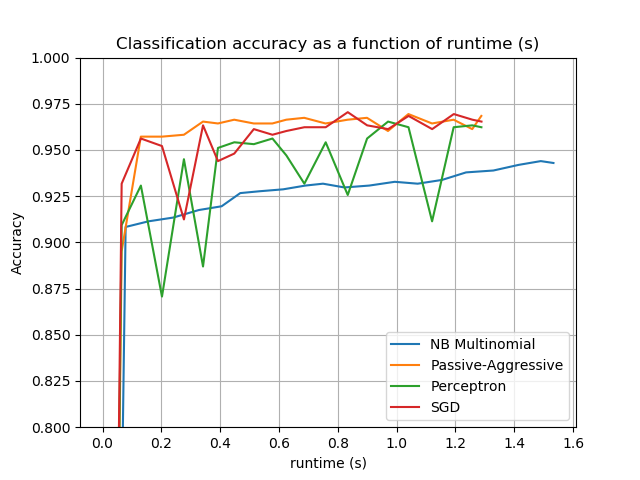 Classification accuracy as a function of runtime (s)
1.000
0.975
0.950
0.925
0.900
0.875
0.850
0.825
0.800
Accuracy
NB Multinomial
Passive-Aggressive
Perceptron
SGD
0.0 0.2 0.4 0.6 0.8 1.0 1.2 1.4 1.6
runtime (s)